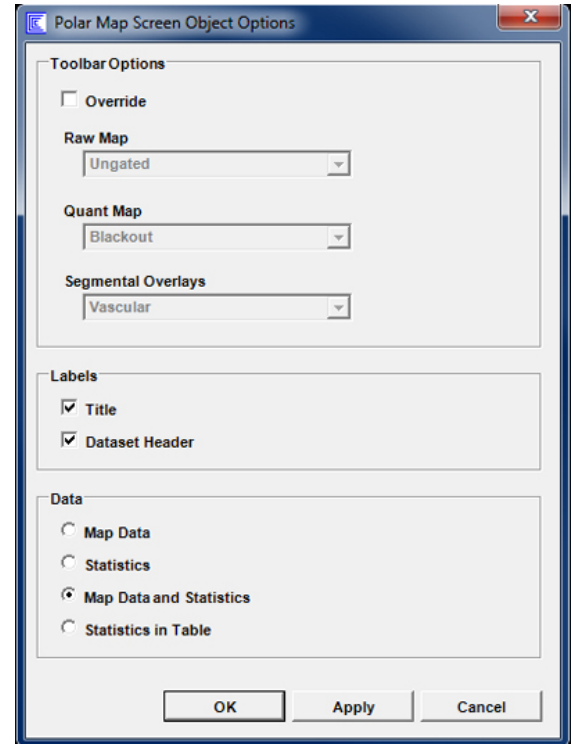 Polar Map Screen Object Options
Toolbar Options
Override
Raw Map
Ungated
Quant Map
Blackout
Segmental Overlays
Vascular
Labels
Title
Dataset Header
Data
Map Data
Statistics
Map Data and Statistics
Statistics in Table
OK Apply Cancel